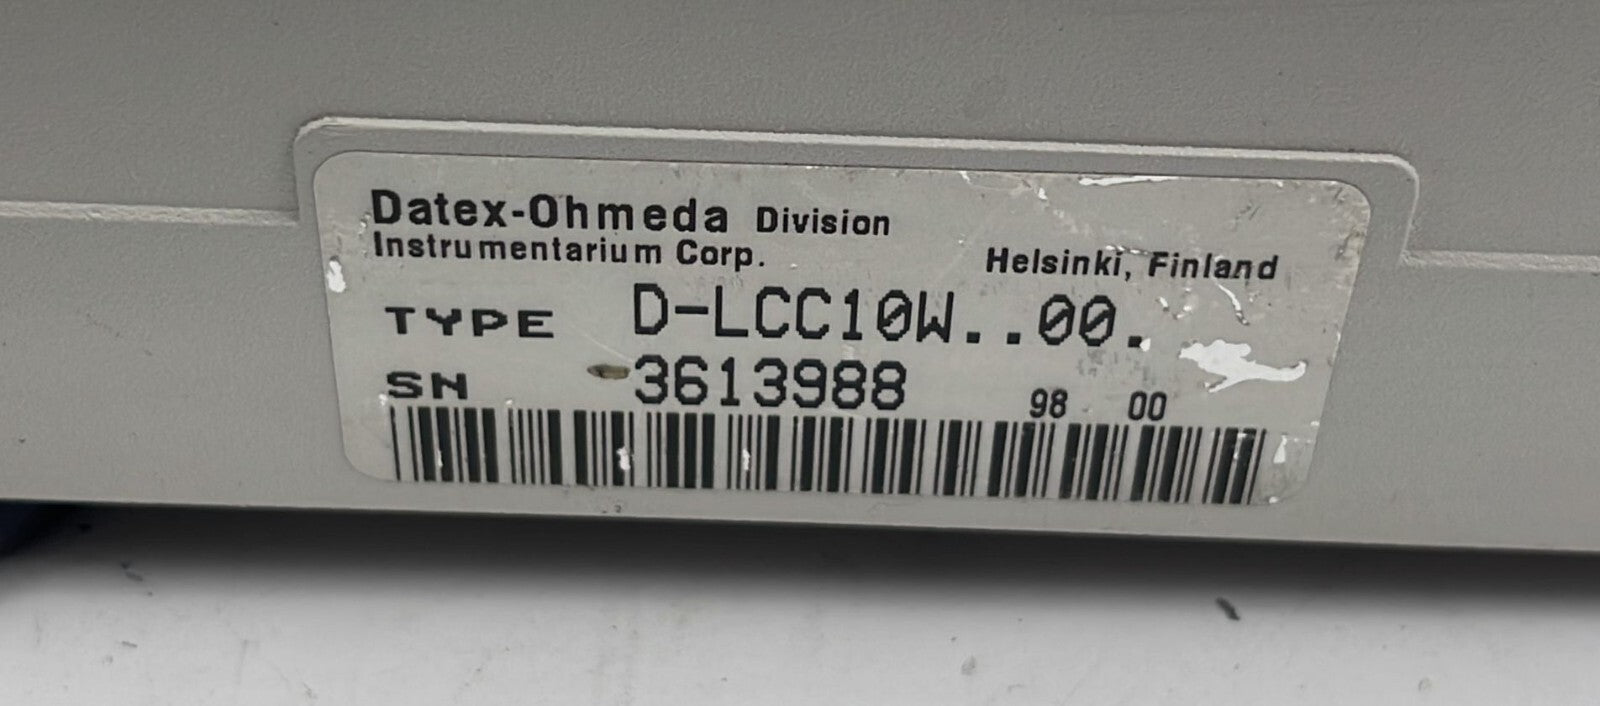 Datex-Ohmeda Division
Instrumentarium Corp. Helsinki, Finland
TYPE D-LCC10W..00.
SN 3613988 98 00